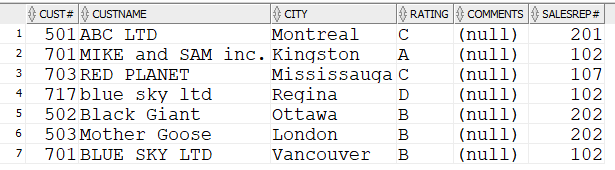 CUST# CUSTNAME CITY RATING COMMENTS SALESREP#
1 501 ABC LTD Montreal C (null) 201
2 701 MIKE and SAM inc. Kingston A (null) 102
3 703 RED PLANET Mississauga C (null) 107
4 717 blue sky ltd Regina D (null) 102
5 502 Black Giant Ottawa B (null) 202
6 503 Mother Goose London B (null) 202
7 701 BLUE SKY LTD Vancouver B (null) 102